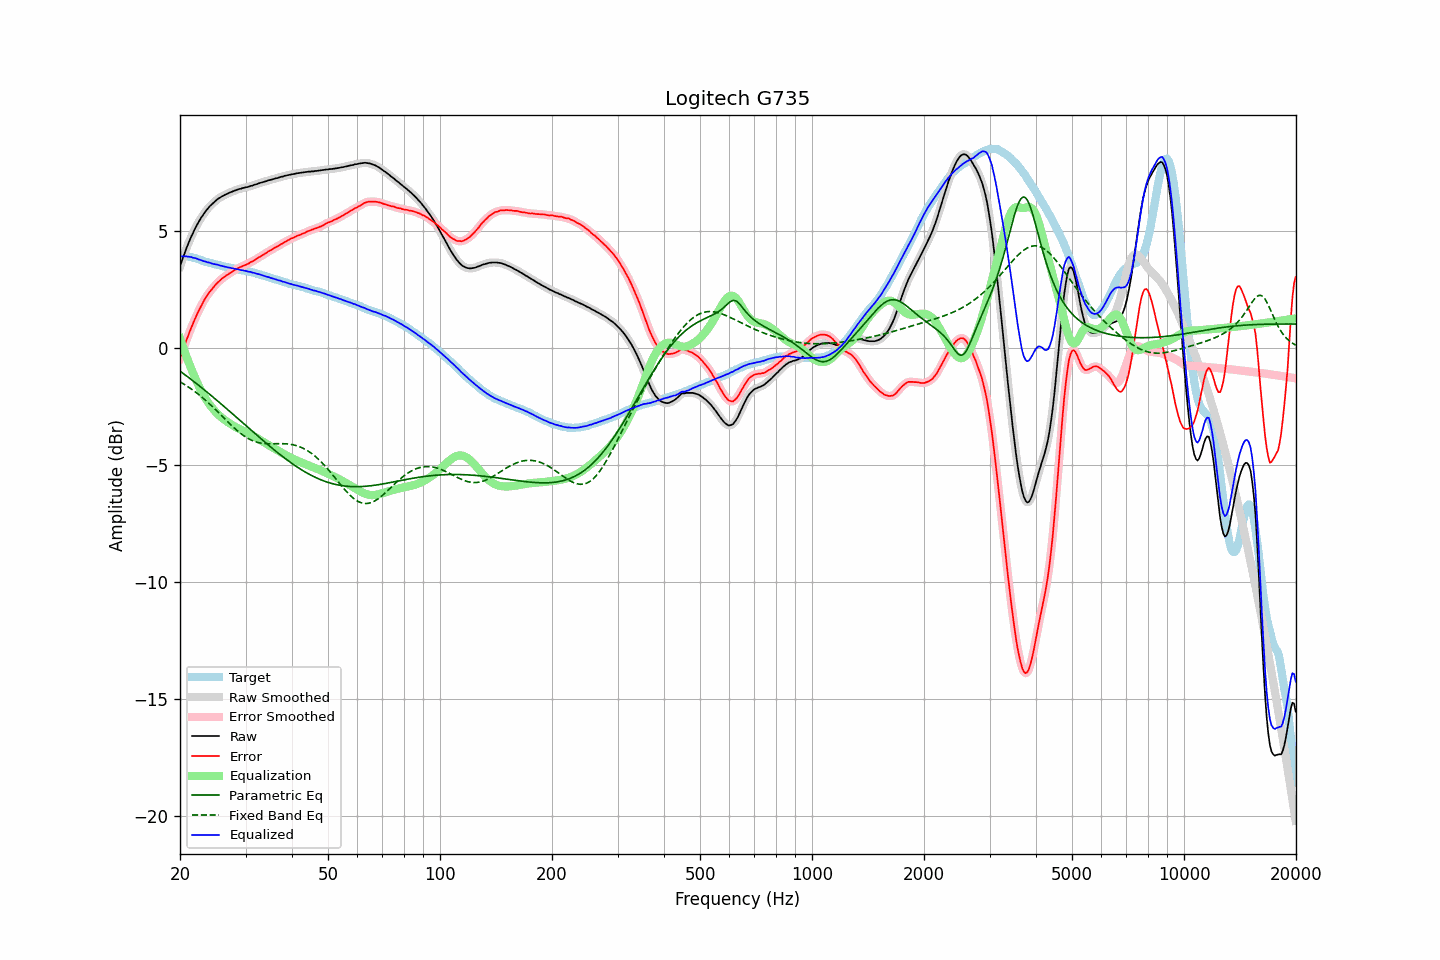 Logitech G735
Amplitude (dBr)
5
0
−5
−10
−15
−20
Target
Raw Smoothed
Error Smoothed
Raw
Error
Equalization
Parametric Eq
Fixed Band Eq
Equalized
20 50 100 200 500 1000 2000 5000 10000 20000
Frequency (Hz)